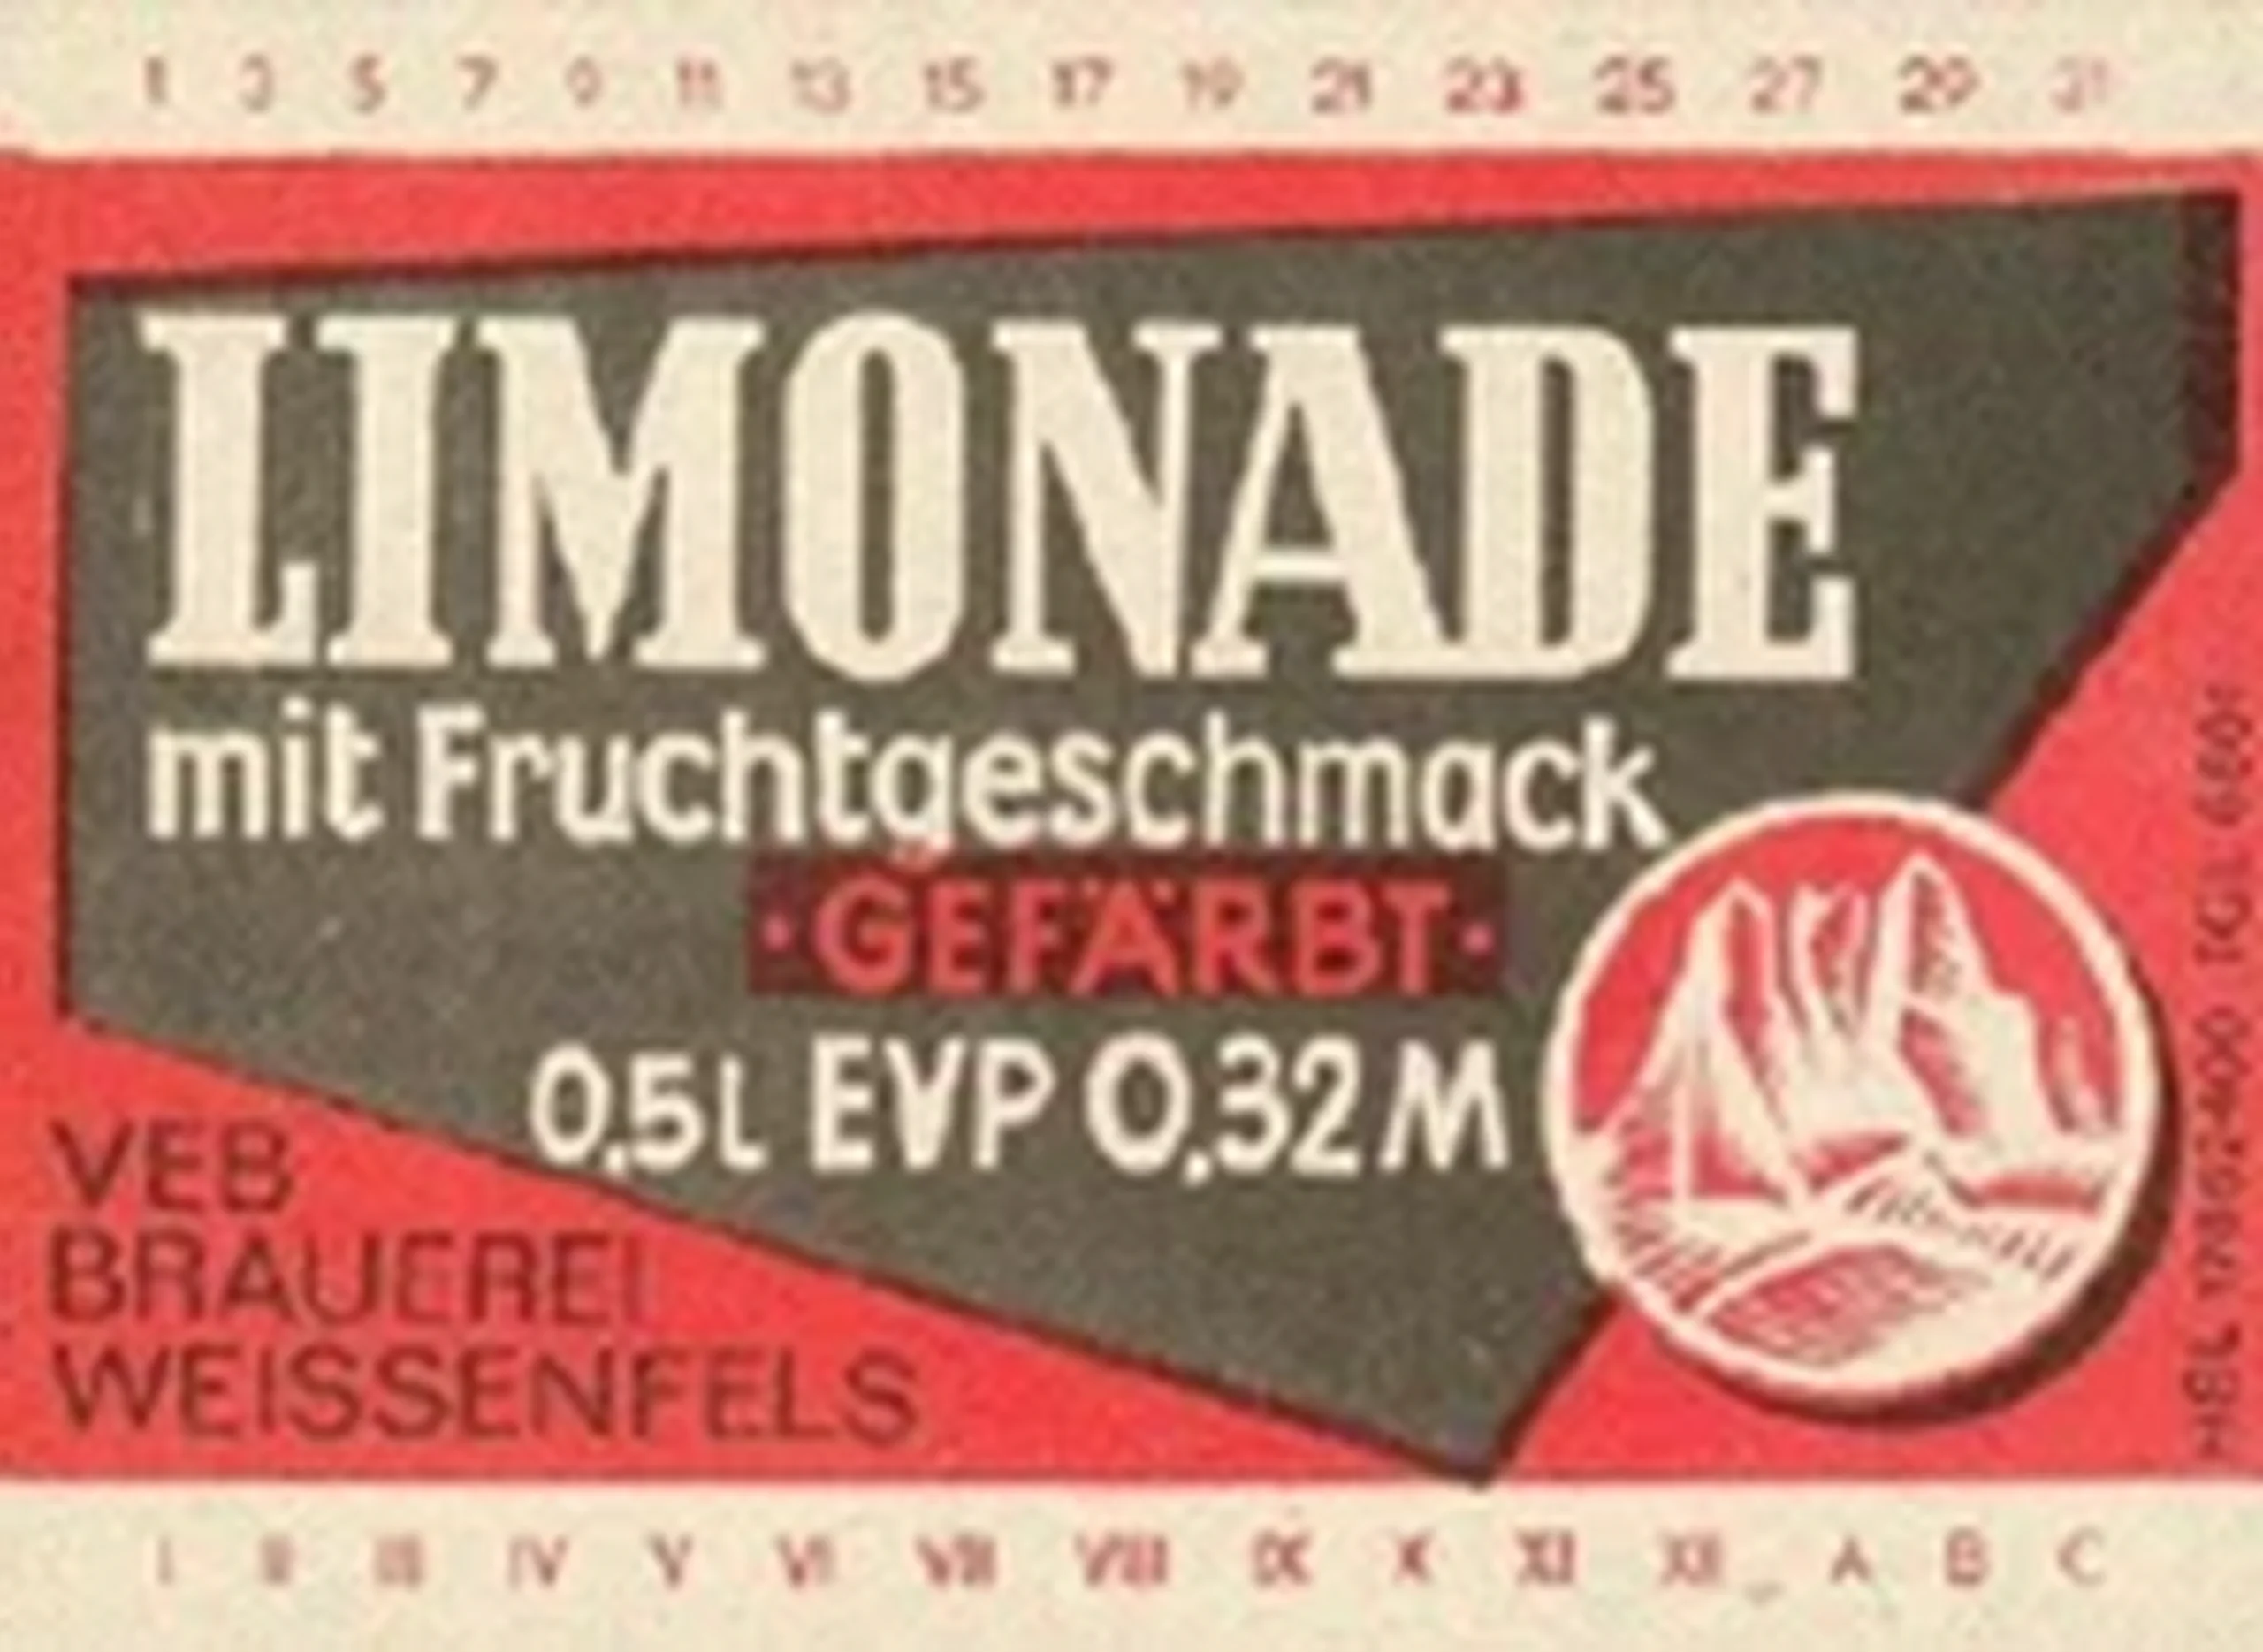 1 3 5 7 9 11 13 15 17 19 21 23 25 27 29 31
LIMONADE
mit Fruchtgeschmack
· GEFÄRBT ·
0,5L EVP 0,32 M
VEB
BRAUEREI
WEISSENFELS
I II III IV V VI VII VIII IX X XI XII A B C